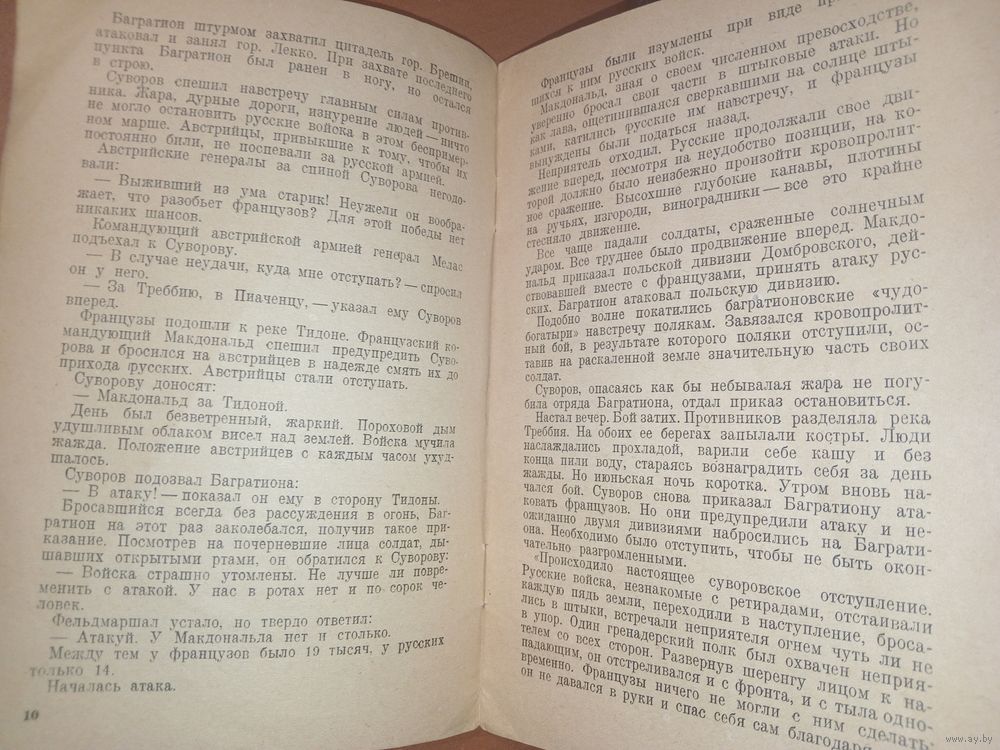 Багратион штурмом захватил цитадель гор. Брешии,
атаковал и занял гор. Лекко. При захвате последнего
пункта Багратион был ранен в ногу, но остался
в строю.
Суворов спешил навстречу главным силам против-
ника. Жара, дурные дороги, изнурение людей — ничто
не могло остановить русские войска в этом беспример-
ном марше. Австрийцы, привыкшие к тому, чтобы их
постоянно били, не поспевали за русской армией.
Австрийские генералы за спиной Суворова негодо-
вали:
— Выживший из ума старик! Неужели он вообра-
жает, что разобьет французов? Для этой победы нет
никаких шансов.
Командующий австрийской армией генерал Мелас
подъехал к Суворову.
— В случае неудачи, куда мне отступать? — спросил
он у него.
— За Треббию, в Пиаченцу, — указал ему Суворов
вперед.
Французы подошли к реке Тидоне. Французский ко-
мандующий Макдональд спешил предупредить Суво-
рова и бросился на австрийцев в надежде смять их до
прихода русских. Австрийцы стали отступать.
Суворову доносят:
— Макдональд за Тидоной.
День был безветренный, жаркий. Пороховой дым
удушливым облаком висел над землей. Войска мучила
жажда. Положение австрийцев с каждым часом ухуд-
шалось.
Суворов подозвал Багратиона:
— В атаку! — показал он ему в сторону Тидоны.
Бросавшийся всегда без рассуждения в огонь, Баг-
ратион на этот раз заколебался, получив такое при-
казание. Посмотрев на почерневшие лица солдат, ды-
шавших открытыми ртами, он обратился к Суворову:
— Войска страшно утомлены. Не лучше ли повре-
менить с атакой. У нас в ротах нет и по сорок че-
ловек.
Фельдмаршал устало, но твердо ответил:
— Атакуй. У Макдональда нет и столько.
Между тем у французов было 19 тысяч, у русских
только 14.
Началась атака.
10
Французы были изумлены при виде
шихся к ним русских войск.
Макдональд, зная о своем численном превосходстве,
уверенно бросал свои части в штыковые атаки. Но
как лава, ощетинившаяся сверкавшими на солнце шты-
ками, катились русские им навстречу, и французы
вынуждены были податься назад.
Неприятель отходил. Русские продолжали свое дви-
жение вперед, несмотря на неудобство позиции, на ко-
торой должно было неизбежно произойти кровопролит-
ное сражение. Высохшие глубокие канавы, плотины
на ручьях, изгороди, виноградники — все это крайне
стесняло движение.
Все чаще падали солдаты, сраженные солнечным
ударом. Все труднее было продвижение вперед. Макдо-
нальд приказал польской дивизии Домбровского, дей-
ствовавшей вместе с французами, принять атаку рус-
ских. Багратион атаковал польскую дивизию.
Подобно волне покатились багратионовские «чудо-
богатыри» навстречу полякам. Завязался кровопролит-
ный бой, в результате которого поляки отступили, ос-
тавив на раскаленной земле значительную часть своих
солдат.
Суворов, опасаясь как бы небывалая жара не погу-
била отряда Багратиона, отдал приказ остановиться.
Настал вечер. Бой затих. Противников разделяла река
Треббия. На обоих ее берегах запылали костры. Люди
наслаждались прохладой, варили себе кашу и без
конца пили воду, стараясь вознаградить себя за день
жажды. Но июньская ночь коротка. Утром вновь на-
чался бой. Суворов снова приказал Багратиону ата-
ковать французов. Но они предупредили атаку и не-
ожиданно двумя дивизиями набросились на Баграти-
она. Необходимо было отступить, чтобы не быть окон-
чательно разгромленными.
«Происходило настоящее суворовское отступление.
Русские войска, незнакомые с ретирадами, отстаивали
каждую пядь земли, переходили в наступление, броса-
лись в штыки, встречали неприятеля огнем чуть ли не
в упор. Один гренадерский полк был охвачен неприя-
телем со всех сторон. Развернув шеренгу лицом к на-
падающим, он отстреливался и с фронта, и с тыла одно-
временно. Французы ничего не могли с ним сделать:
он не давался в руки и спас себя сам благодаря
www.ay.by